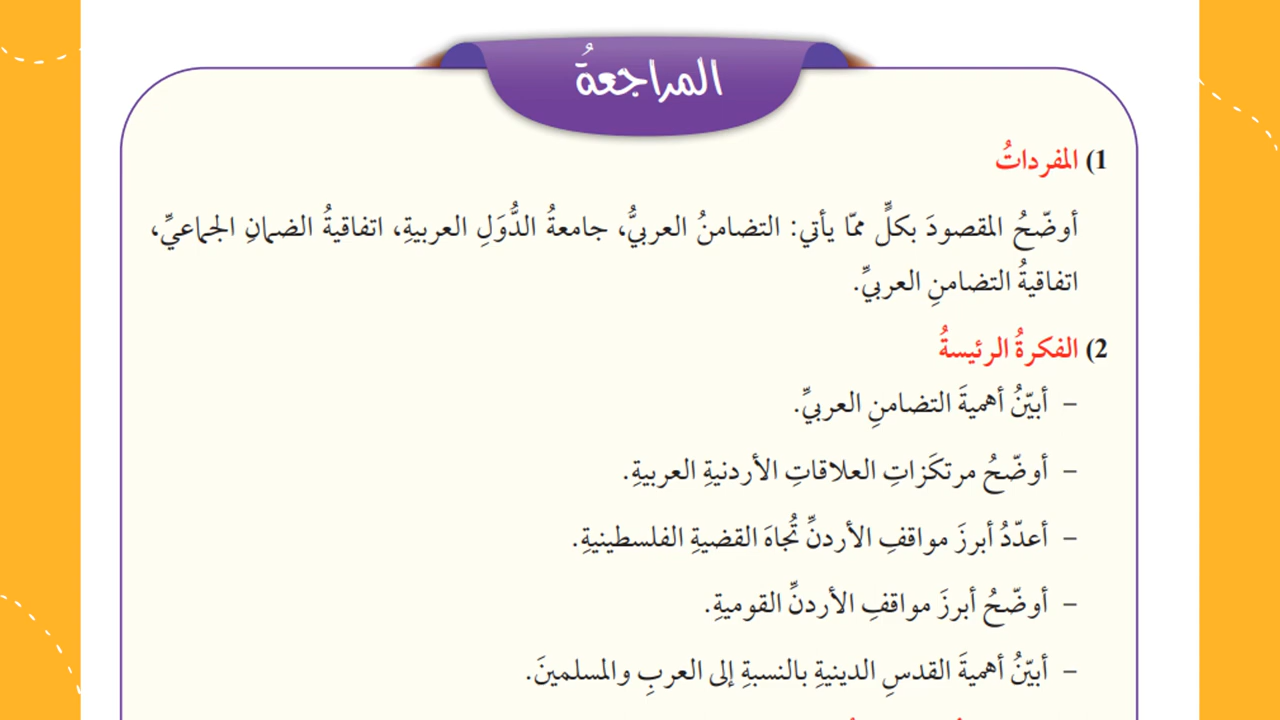 المراجعةُ
1) المفرداتُ
أوضّحُ المقصودَ بكلٍّ ممّا يأتي: التضامنُ العربيُّ، جامعةُ الدُّوَلِ العربيةِ، اتفاقيةُ الضمانِ الجماعيِّ،
اتفاقيةُ التضامنِ العربيِّ.
2) الفكرةُ الرئيسةُ
– أبيّنُ أهميةَ التضامنِ العربيِّ.
– أوضّحُ مرتكَزاتِ العلاقاتِ الأردنيةِ العربيةِ.
– أعدّدُ أبرزَ مواقفِ الأردنِّ تُجاهَ القضيةِ الفلسطينيةِ.
– أوضّحُ أبرزَ مواقفِ الأردنِّ القوميةِ.
– أبيّنُ أهميةَ القدسِ الدينيةِ بالنسبةِ إلى العربِ والمسلمينَ.